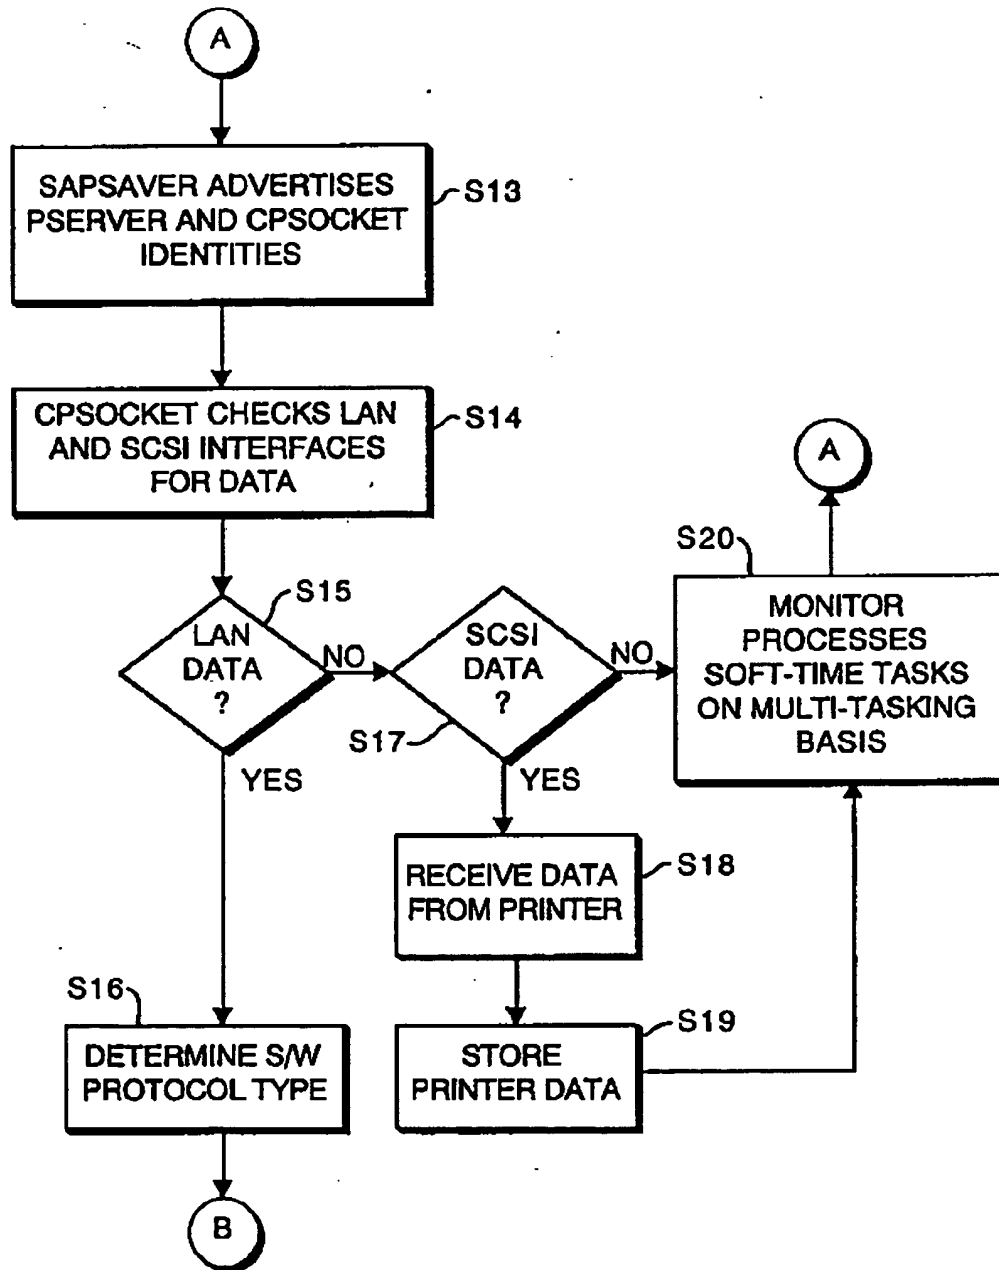 A
SAPSAVER ADVERTISES
PSERVER AND CPSOCKET
IDENTITIES
S13
CPSOCKET CHECKS LAN
AND SCSI INTERFACES
FOR DATA
S14
LAN
DATA
?
S15
NO
YES
SCSI
DATA
?
S17
NO
YES
A
S20
MONITOR
PROCESSES
SOFT-TIME TASKS
ON MULTI-TASKING
BASIS
RECEIVE DATA
FROM PRINTER
S18
S16
DETERMINE S/W
PROTOCOL TYPE
STORE
PRINTER DATA
S19
B